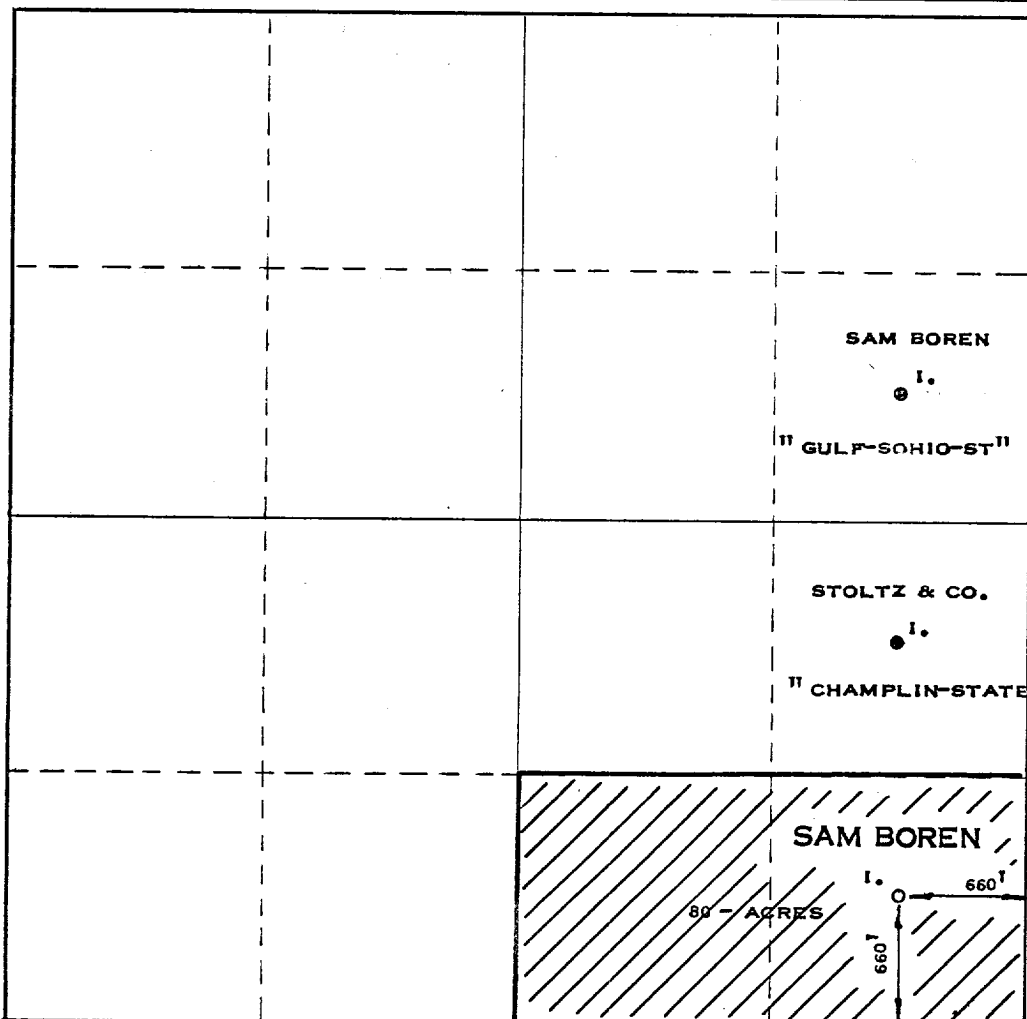 SAM BOREN
I.
" GULF-SOHIO-ST"
STOLTZ & CO.
I.
" CHAMPLIN-STATE
SAM BOREN
I.
660'
80 - ACRES
660'